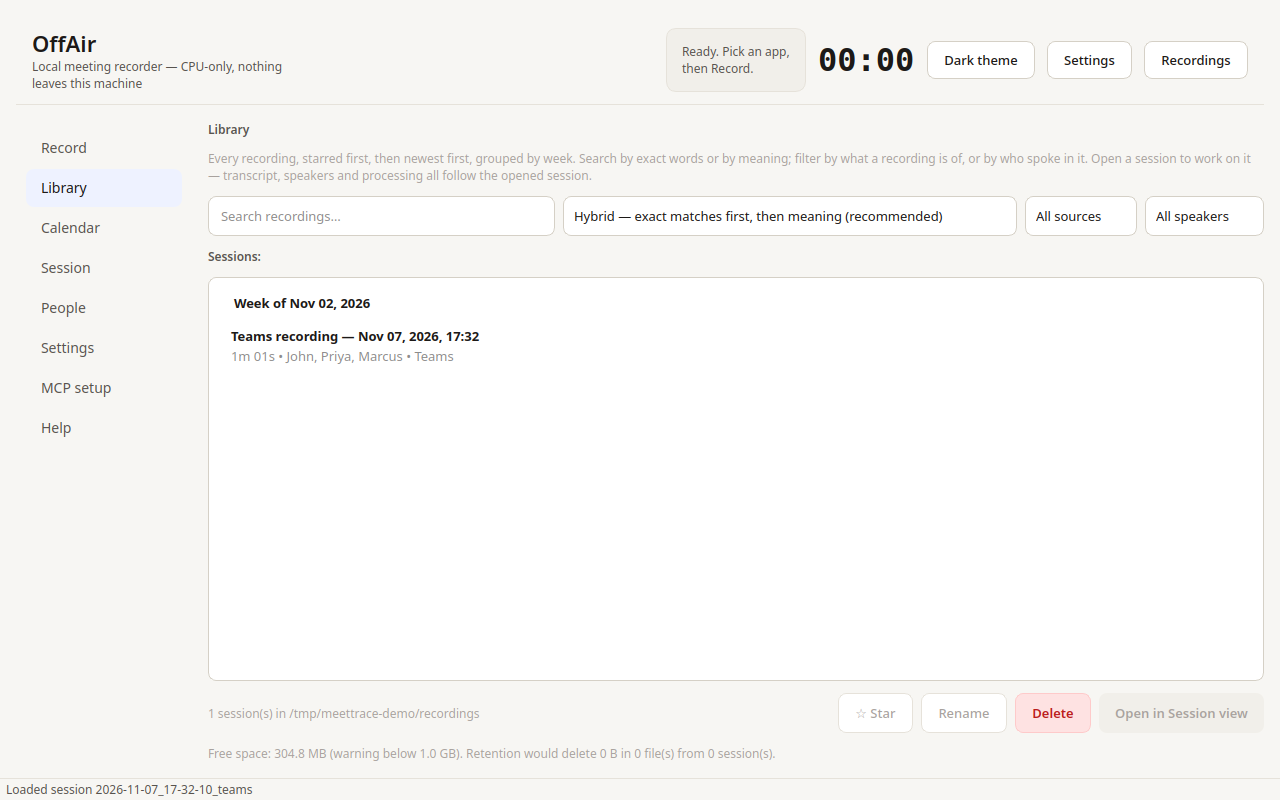 OffAir
Local meeting recorder — CPU-only, nothing
leaves this machine
Ready. Pick an app,
then Record.
00:00
Dark theme
Settings
Recordings
Record
Library
Calendar
Session
People
Settings
MCP setup
Help
Library
Every recording, starred first, then newest first, grouped by week. Search by exact words or by meaning; filter by what a recording is of, or by who spoke in it. Open a session to work on it
— transcript, speakers and processing all follow the opened session.
Search recordings...
Hybrid — exact matches first, then meaning (recommended)
All sources
All speakers
Sessions:
Week of Nov 02, 2026
Teams recording — Nov 07, 2026, 17:32
1m 01s • John, Priya, Marcus • Teams
1 session(s) in /tmp/meettrace-demo/recordings
☆ Star
Rename
Delete
Open in Session view
Free space: 304.8 MB (warning below 1.0 GB). Retention would delete 0 B in 0 file(s) from 0 session(s).
Loaded session 2026-11-07_17-32-10_teams